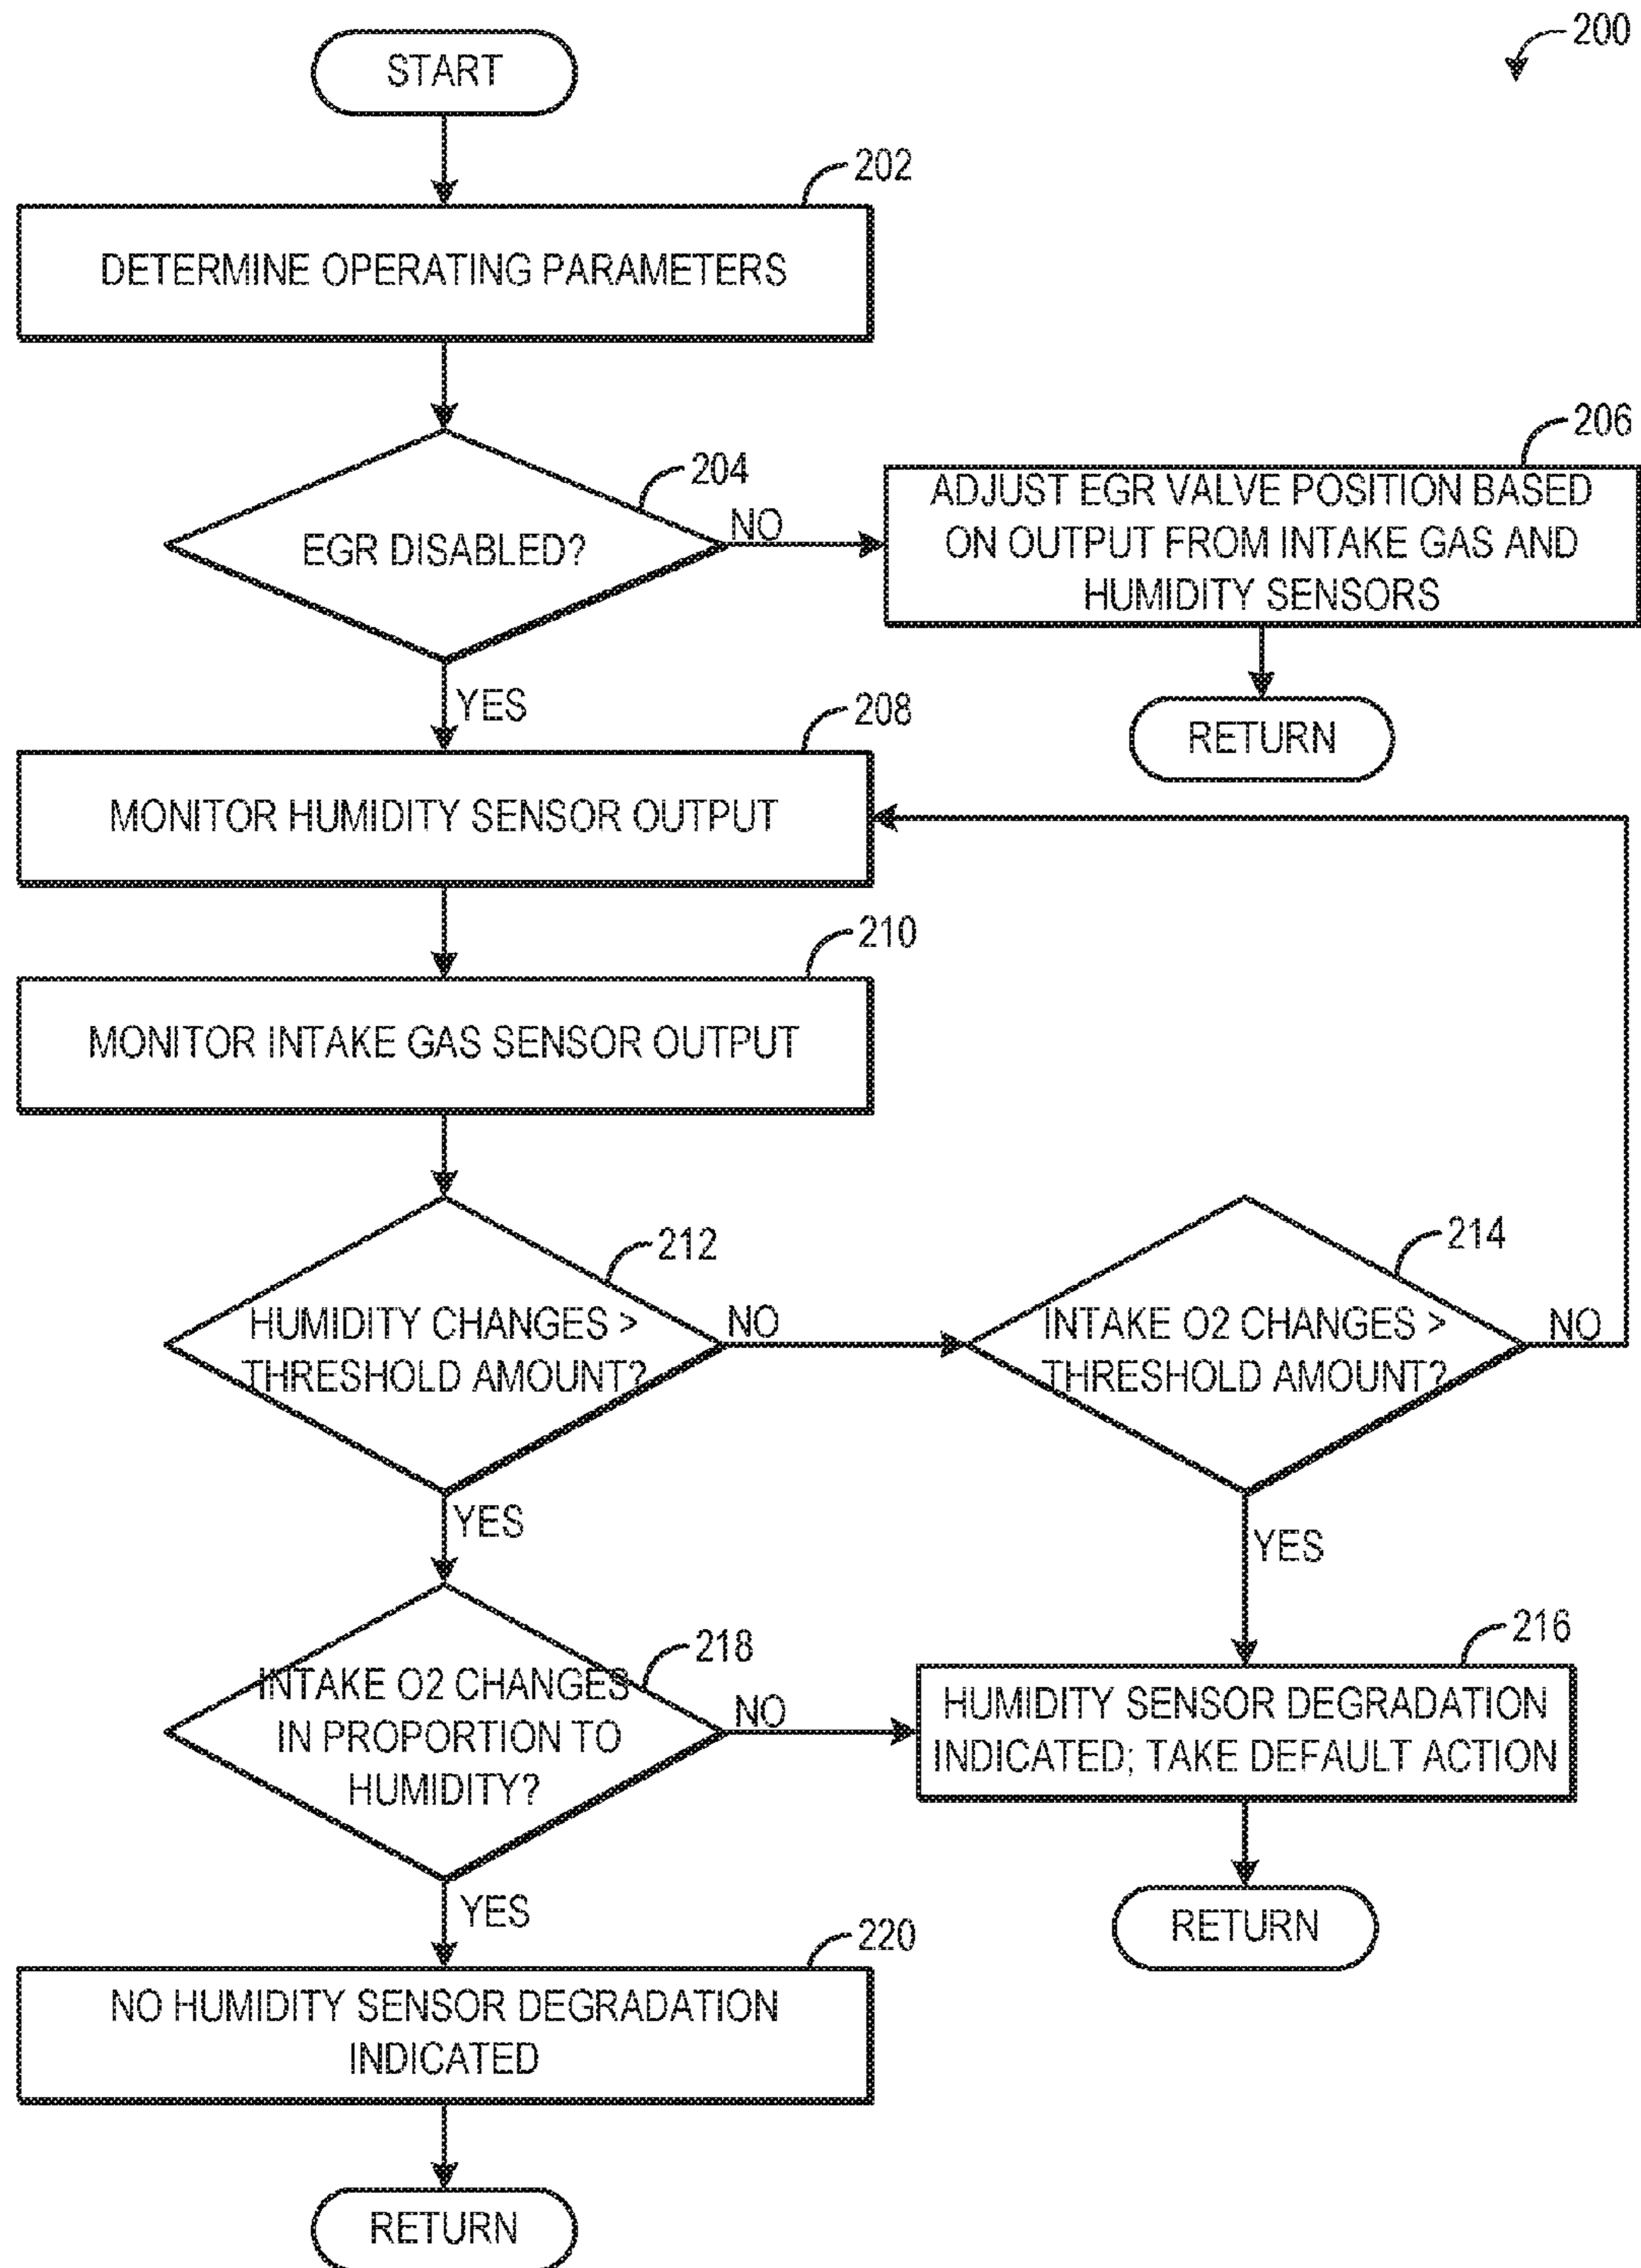 200
START
202
DETERMINE OPERATING PARAMETERS
204
EGR DISABLED?
NO
206
ADJUST EGR VALVE POSITION BASED
ON OUTPUT FROM INTAKE GAS AND
HUMIDITY SENSORS
RETURN
YES
208
MONITOR HUMIDITY SENSOR OUTPUT
210
MONITOR INTAKE GAS SENSOR OUTPUT
212
HUMIDITY CHANGES >
THRESHOLD AMOUNT?
NO
214
INTAKE O2 CHANGES >
THRESHOLD AMOUNT?
NO
YES
YES
218
INTAKE O2 CHANGES
IN PROPORTION TO
HUMIDITY?
NO
216
HUMIDITY SENSOR DEGRADATION
INDICATED; TAKE DEFAULT ACTION
RETURN
YES
220
NO HUMIDITY SENSOR DEGRADATION
INDICATED
RETURN